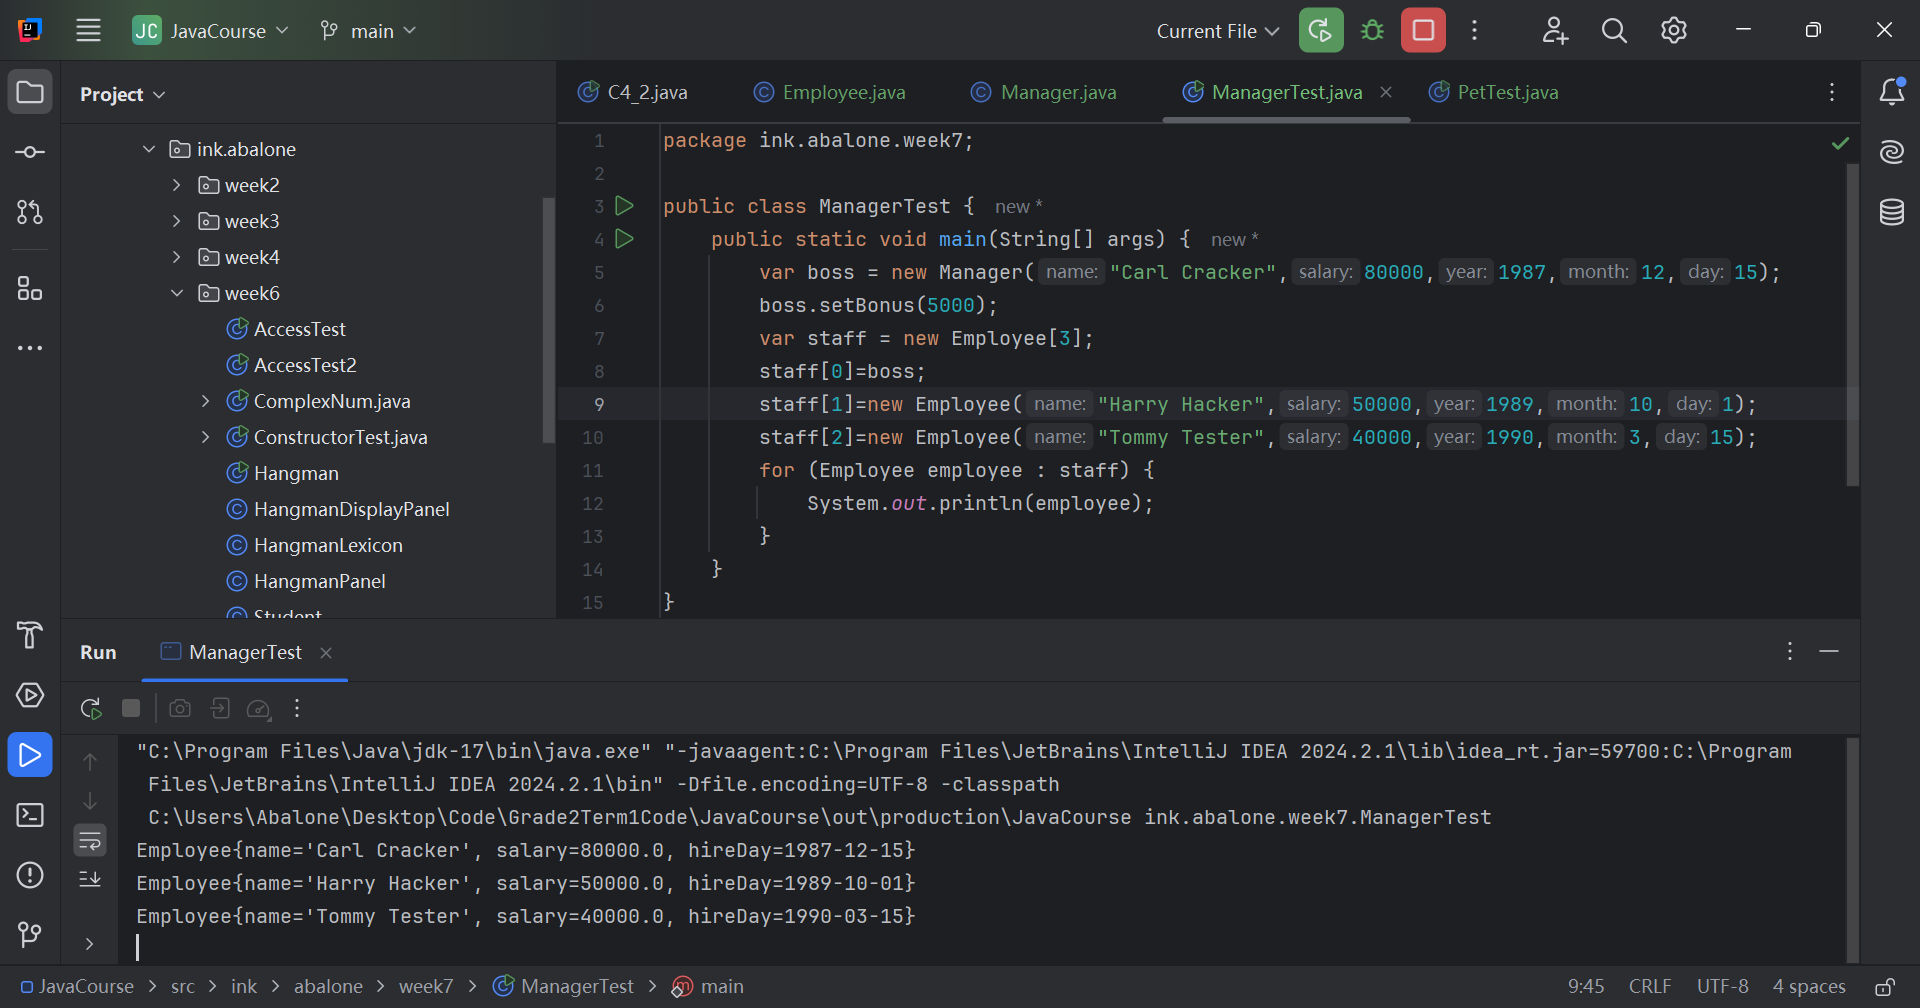 JC JavaCourse main Current File
Project
C4_2.java Employee.java Manager.java ManagerTest.java PetTest.java
ink.abalone
week2
week3
week4
week6
AccessTest
AccessTest2
ComplexNum.java
ConstructorTest.java
Hangman
HangmanDisplayPanel
HangmanLexicon
HangmanPanel
Student
1 package ink.abalone.week7;
2
3 public class ManagerTest { new *
4 public static void main(String[] args) { new *
5 var boss = new Manager( name: "Carl Cracker", salary: 80000, year: 1987, month: 12, day: 15);
6 boss.setBonus(5000);
7 var staff = new Employee[3];
8 staff[0]=boss;
9 staff[1]=new Employee( name: "Harry Hacker", salary: 50000, year: 1989, month: 10, day: 1);
10 staff[2]=new Employee( name: "Tommy Tester", salary: 40000, year: 1990, month: 3, day: 15);
11 for (Employee employee : staff) {
12 System.out.println(employee);
13 }
14 }
15 }
Run ManagerTest
"C:\Program Files\Java\jdk-17\bin\java.exe" "-javaagent:C:\Program Files\JetBrains\IntelliJ IDEA 2024.2.1\lib\idea_rt.jar=59700:C:\Program
Files\JetBrains\IntelliJ IDEA 2024.2.1\bin" -Dfile.encoding=UTF-8 -classpath
C:\Users\Abalone\Desktop\Code\Grade2Term1Code\JavaCourse\out\production\JavaCourse ink.abalone.week7.ManagerTest
Employee{name='Carl Cracker', salary=80000.0, hireDay=1987-12-15}
Employee{name='Harry Hacker', salary=50000.0, hireDay=1989-10-01}
Employee{name='Tommy Tester', salary=40000.0, hireDay=1990-03-15}
JavaCourse > src > ink > abalone > week7 > ManagerTest > main 9:45 CRLF UTF-8 4 spaces